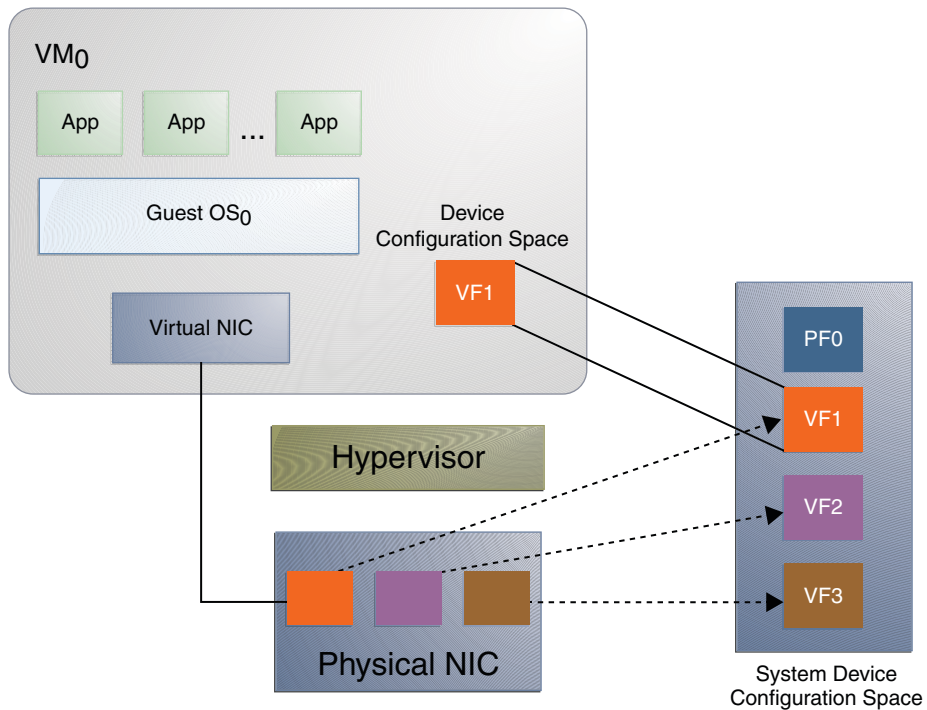 VM0
App
App
...
App
Guest OS0
Device
Configuration Space
VF1
Virtual NIC
PF0
VF1
Hypervisor
VF2
VF3
Physical NIC
System Device
Configuration Space